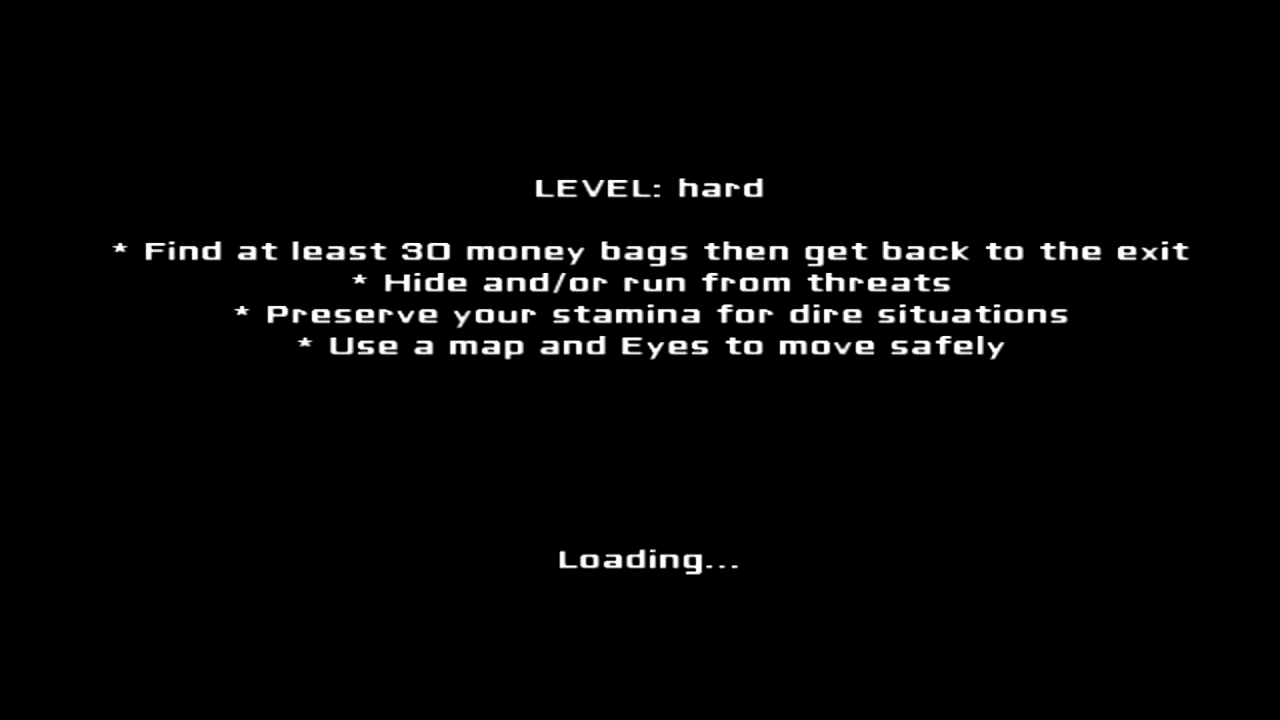 LEVEL: hard
* Find at least 30 money bags then get back to the exit
* Hide and/or run from threats
* Preserve your stamina for dire situations
* Use a map and Eyes to move safely
Loading...